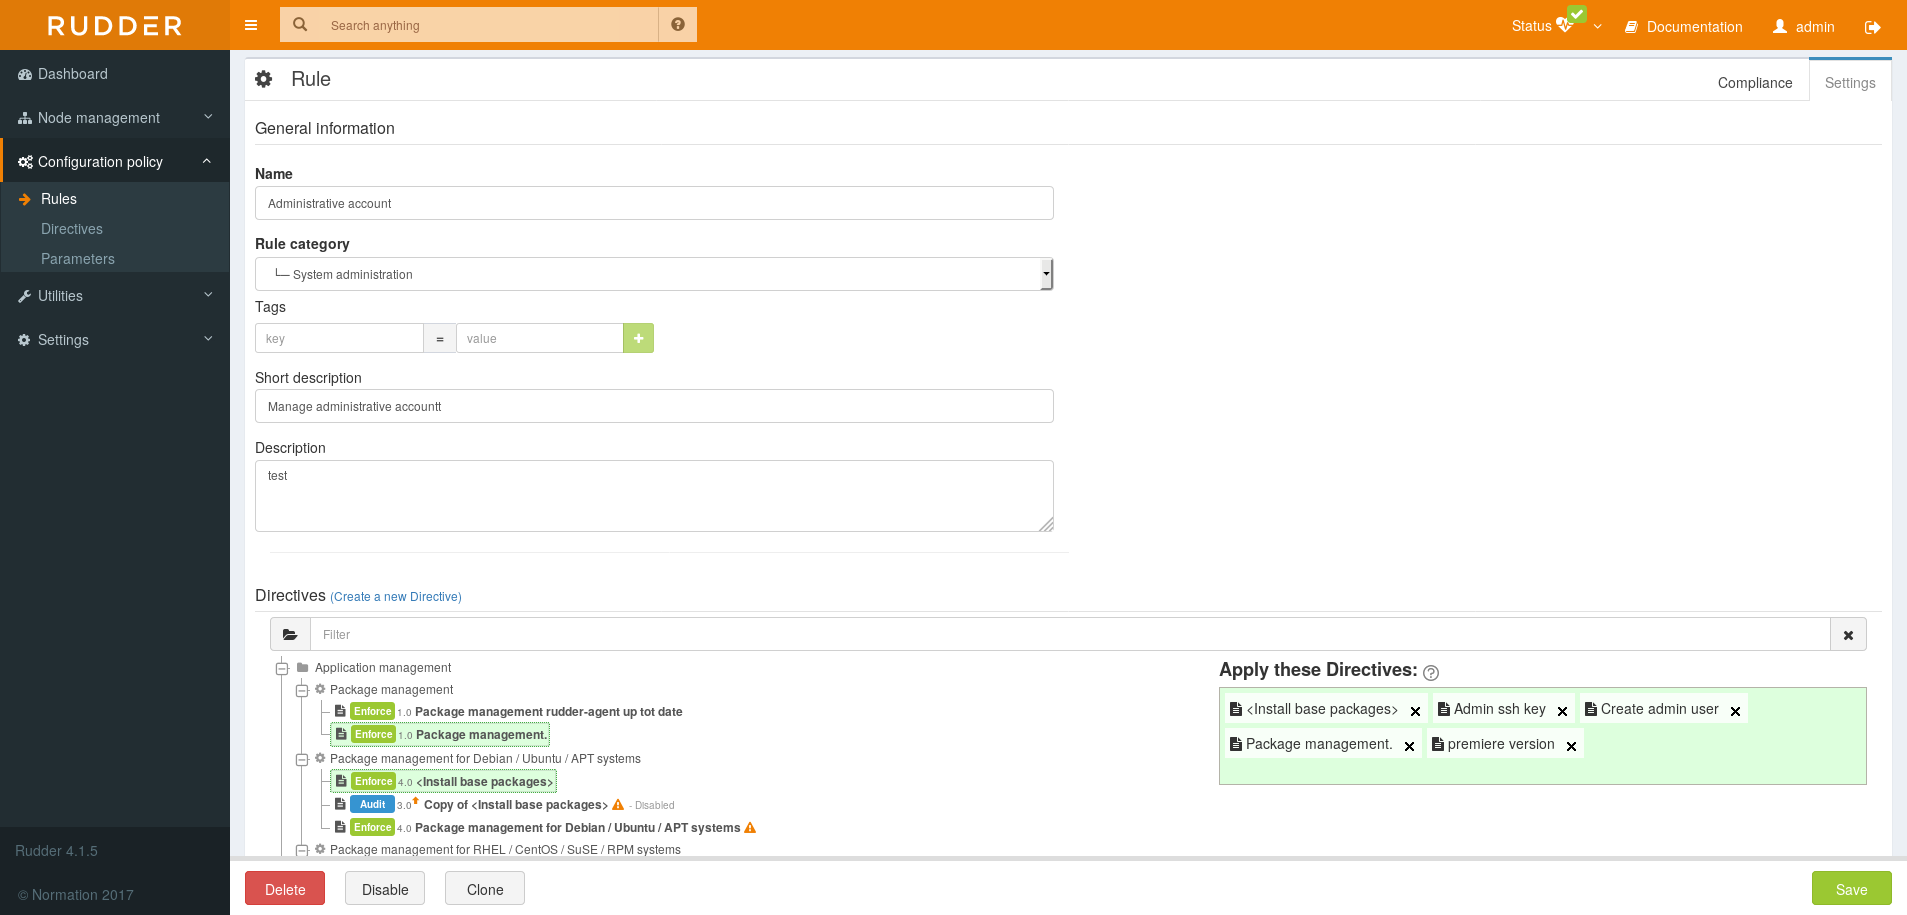 RUDDER
Search anything
Status
Documentation
admin
Dashboard
Node management
Configuration policy
Rules
Directives
Parameters
Utilities
Settings
Rudder 4.1.5
© Normation 2017
Rule
Compliance
Settings
General information
Name
Administrative account
Rule category
└─ System administration
Tags
key = value +
Short description
Manage administrative accountt
Description
test
Directives (Create a new Directive)
Filter
Application management
Package management
Enforce 1.0 Package management rudder-agent up tot date
Enforce 1.0 Package management.
Package management for Debian / Ubuntu / APT systems
Enforce 4.0 <Install base packages>
Audit 3.0 Copy of <Install base packages> - Disabled
Enforce 4.0 Package management for Debian / Ubuntu / APT systems
Package management for RHEL / CentOS / SuSE / RPM systems
Apply these Directives: ?
<Install base packages> Admin ssh key Create admin user
Package management. premiere version
Delete Disable Clone Save